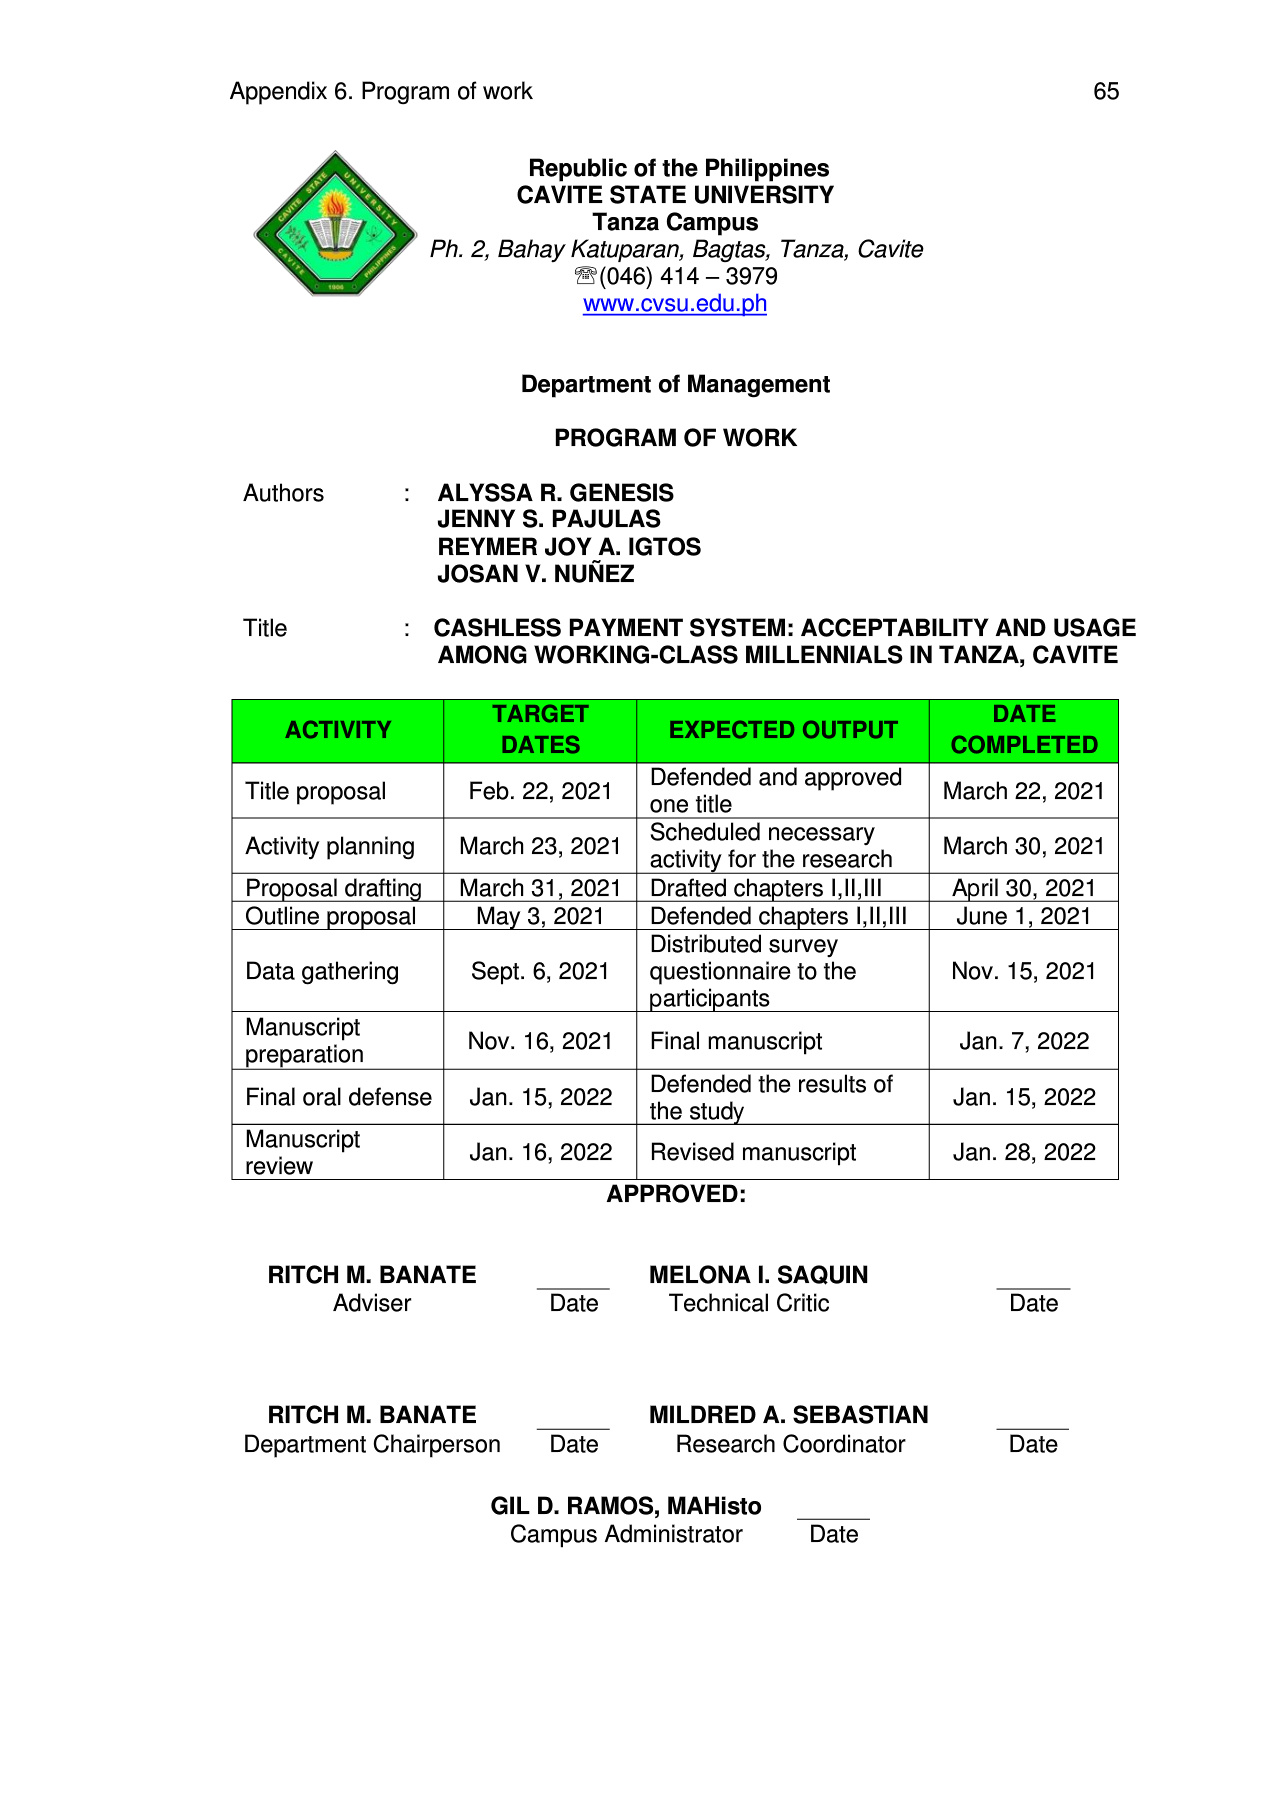 Appendix 6. Program of work 65
CAVITE STATE UNIVERSITY
CAVITE PHILIPPINES
1906
Republic of the Philippines
CAVITE STATE UNIVERSITY
Tanza Campus
Ph. 2, Bahay Katuparan, Bagtas, Tanza, Cavite
☏(046) 414 – 3979
www.cvsu.edu.ph
Department of Management
PROGRAM OF WORK
Authors : ALYSSA R. GENESIS
JENNY S. PAJULAS
REYMER JOY A. IGTOS
JOSAN V. NUÑEZ
Title : CASHLESS PAYMENT SYSTEM: ACCEPTABILITY AND USAGE
AMONG WORKING-CLASS MILLENNIALS IN TANZA, CAVITE
ACTIVITY TARGET DATES EXPECTED OUTPUT DATE COMPLETED
Title proposal Feb. 22, 2021 Defended and approved one title March 22, 2021
Activity planning March 23, 2021 Scheduled necessary activity for the research March 30, 2021
Proposal drafting March 31, 2021 Drafted chapters I,II,III April 30, 2021
Outline proposal May 3, 2021 Defended chapters I,II,III June 1, 2021
Data gathering Sept. 6, 2021 Distributed survey questionnaire to the participants Nov. 15, 2021
Manuscript preparation Nov. 16, 2021 Final manuscript Jan. 7, 2022
Final oral defense Jan. 15, 2022 Defended the results of the study Jan. 15, 2022
Manuscript review Jan. 16, 2022 Revised manuscript Jan. 28, 2022
APPROVED:
RITCH M. BANATE ______ MELONA I. SAQUIN ______
Adviser Date Technical Critic Date
RITCH M. BANATE ______ MILDRED A. SEBASTIAN ______
Department Chairperson Date Research Coordinator Date
GIL D. RAMOS, MAHisto ______
Campus Administrator Date